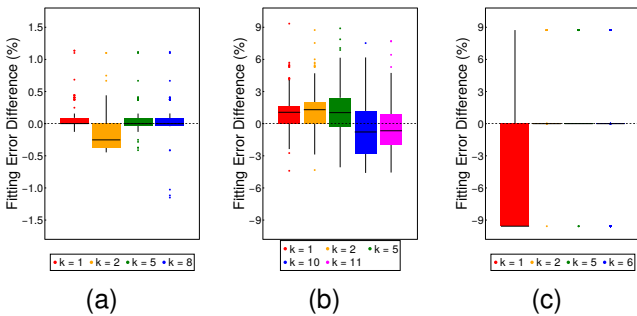 Fitting Error Difference (%)
1.5
1.0
0.5
0.0
-0.5
-1.0
-1.5
k = 1 k = 2 k = 5 k = 8
(a)
Fitting Error Difference (%)
9
6
3
0
-3
-6
-9
k = 1 k = 2 k = 5
k = 10 k = 11
(b)
Fitting Error Difference (%)
9
6
3
0
-3
-6
-9
k = 1 k = 2 k = 5 k = 6
(c)